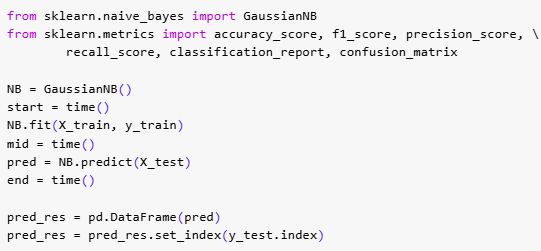 from sklearn.naive_bayes import GaussianNB
from sklearn.metrics import accuracy_score, f1_score, precision_score, \
        recall_score, classification_report, confusion_matrix

NB = GaussianNB()
start = time()
NB.fit(X_train, y_train)
mid = time()
pred = NB.predict(X_test)
end = time()

pred_res = pd.DataFrame(pred)
pred_res = pred_res.set_index(y_test.index)